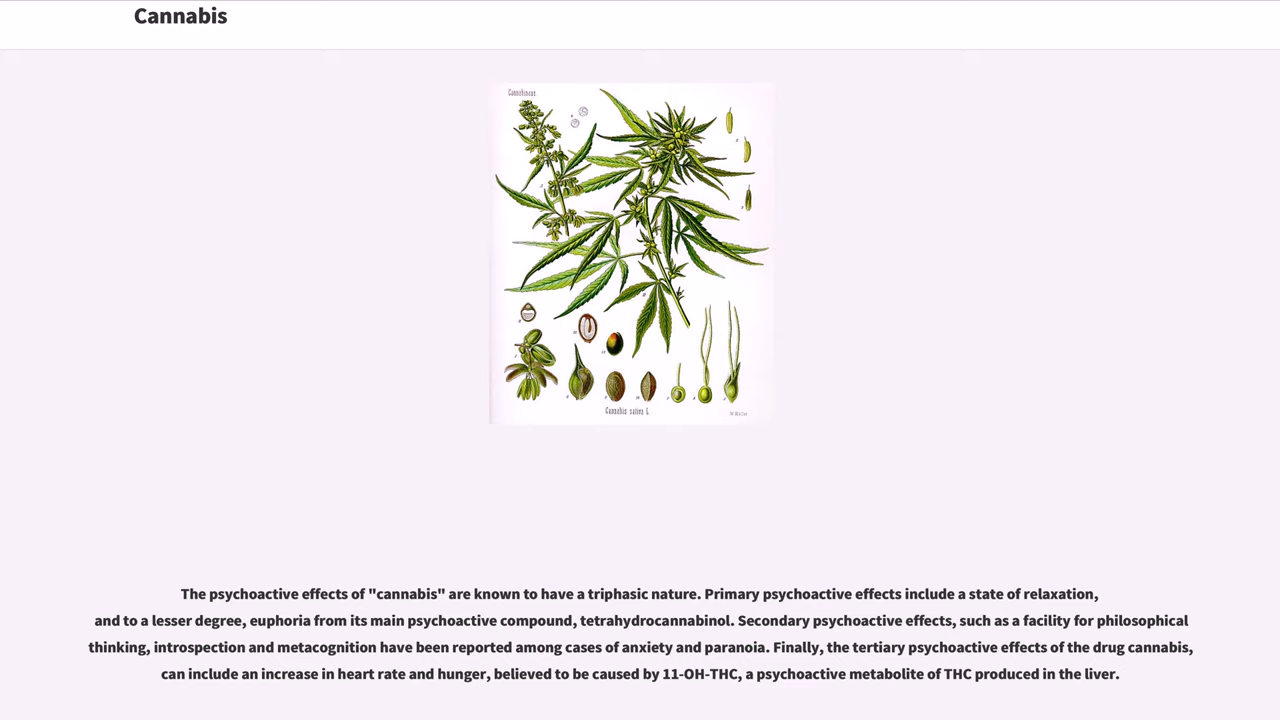 Cannabis
Cannabis sativa L.
W. Müller
The psychoactive effects of "cannabis" are known to have a triphasic nature. Primary psychoactive effects include a state of relaxation,
and to a lesser degree, euphoria from its main psychoactive compound, tetrahydrocannabinol. Secondary psychoactive effects, such as a facility for philosophical
thinking, introspection and metacognition have been reported among cases of anxiety and paranoia. Finally, the tertiary psychoactive effects of the drug cannabis,
can include an increase in heart rate and hunger, believed to be caused by 11-OH-THC, a psychoactive metabolite of THC produced in the liver.